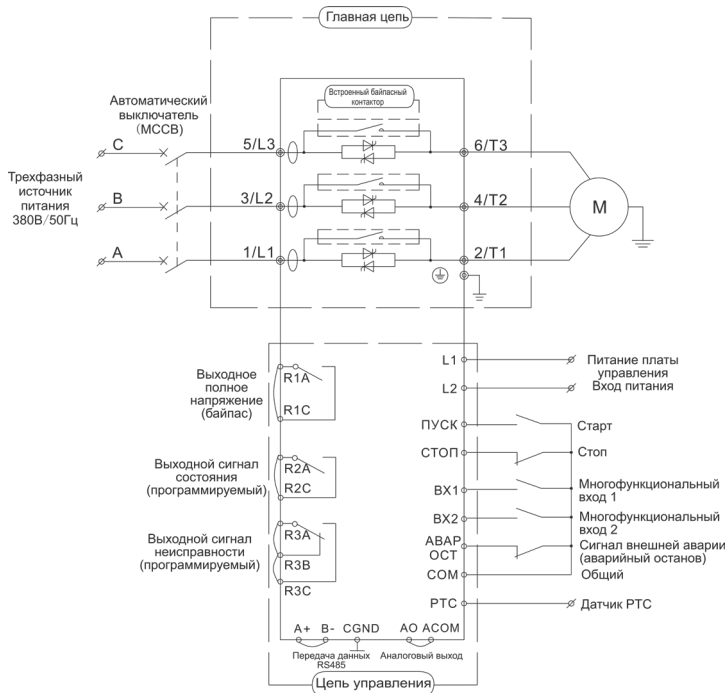 Главная цепь
Встроенный байпасный
контактор
Автоматический
выключатель
(МССВ)
C
5/L3
6/T3
Трехфазный
источник
питания
380В/50Гц
B
3/L2
4/T2
M
A
1/L1
2/T1
Выходное
полное
напряжение
(байпас)
R1A
R1C
L1
Питание платы
управления
L2
Вход питания
ПУСК
Старт
СТОП
Стоп
Выходной сигнал
состояния
(программируемый)
R2A
R2C
ВХ1
Многофункциональный
вход 1
ВХ2
Многофункциональный
вход 2
Выходной сигнал
неисправности
(программируемый)
R3A
R3B
R3C
АВАР
ОСТ
Сигнал внешней аварии
(аварийный останов)
COM
Общий
PTC
Датчик PTC
A+ B- CGND AO ACOM
Передача данных
RS485
Аналоговый выход
Цепь управления